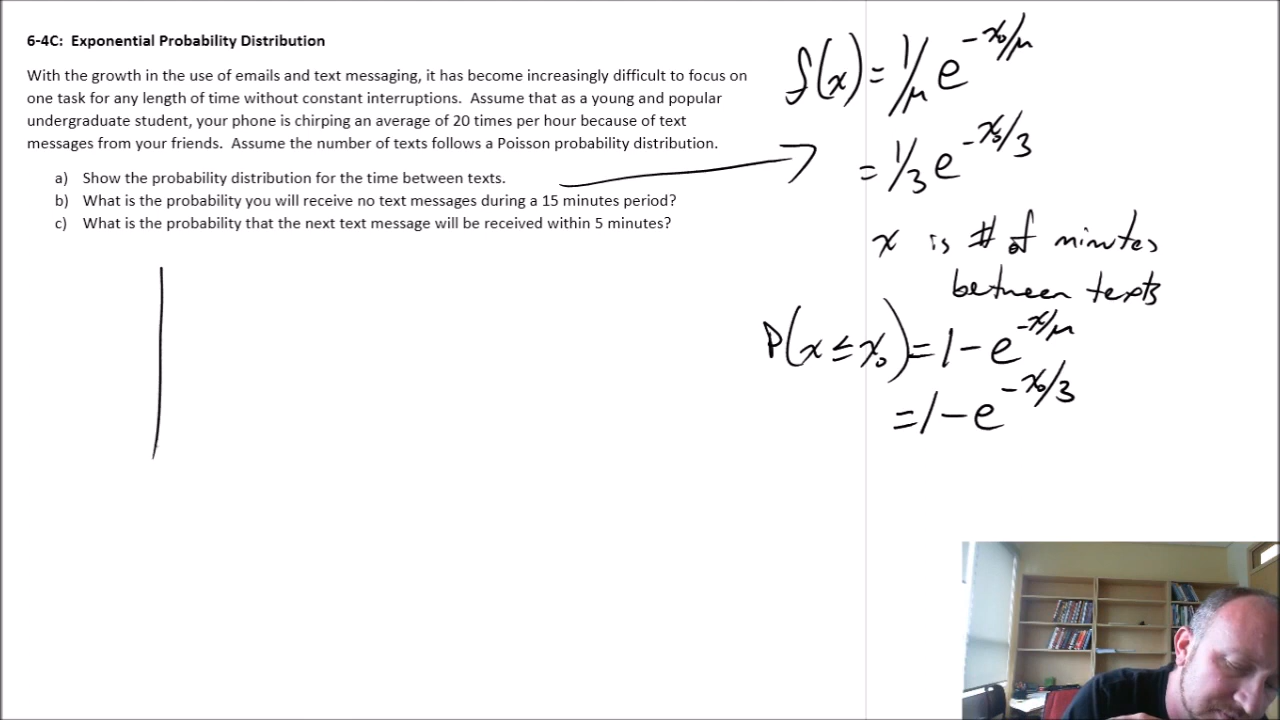 6-4C: Exponential Probability Distribution
With the growth in the use of emails and text messaging, it has become increasingly difficult to focus on
one task for any length of time without constant interruptions. Assume that as a young and popular
undergraduate student, your phone is chirping an average of 20 times per hour because of text
messages from your friends. Assume the number of texts follows a Poisson probability distribution.
a) Show the probability distribution for the time between texts.
b) What is the probability you will receive no text messages during a 15 minutes period?
c) What is the probability that the next text message will be received within 5 minutes?
f(x) = 1/μ e^-x₀/μ
= 1/3 e^-x₀/3
x is # of minutes
between texts
P(x ≤ x₀) = 1 - e^-x/μ
= 1 - e^-x₀/3